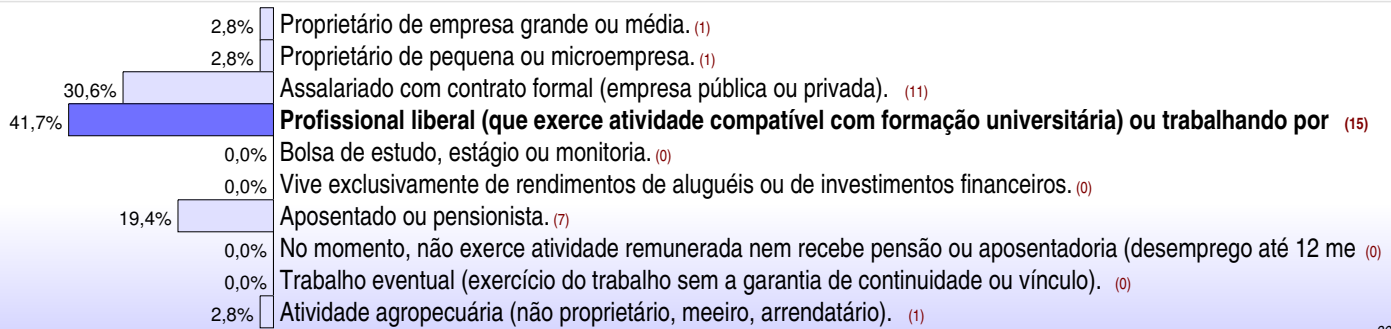 2,8% Proprietário de empresa grande ou média. (1)
2,8% Proprietário de pequena ou microempresa. (1)
30,6% Assalariado com contrato formal (empresa pública ou privada). (11)
41,7% Profissional liberal (que exerce atividade compatível com formação universitária) ou trabalhando por (15)
0,0% Bolsa de estudo, estágio ou monitoria. (0)
0,0% Vive exclusivamente de rendimentos de aluguéis ou de investimentos financeiros. (0)
19,4% Aposentado ou pensionista. (7)
0,0% No momento, não exerce atividade remunerada nem recebe pensão ou aposentadoria (desemprego até 12 me (0)
0,0% Trabalho eventual (exercício do trabalho sem a garantia de continuidade ou vínculo). (0)
2,8% Atividade agropecuária (não proprietário, meeiro, arrendatário). (1)